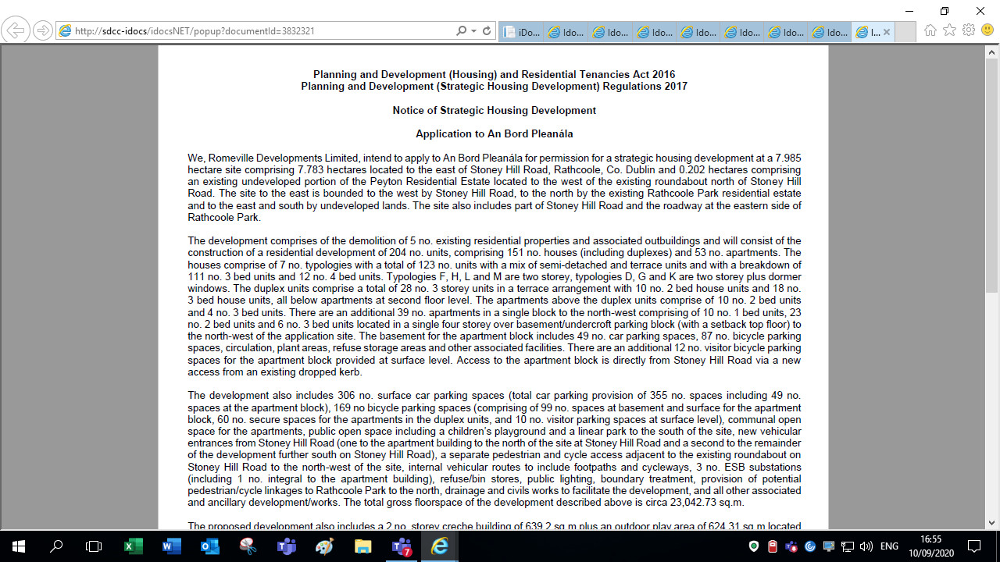 http://sdcc-idocs/idocsNET/popup?documentId=3832321
iDo...
Ido...
Ido...
Ido...
Ido...
Ido...
Ido...
Ido...
I...
Planning and Development (Housing) and Residential Tenancies Act 2016
Planning and Development (Strategic Housing Development) Regulations 2017
Notice of Strategic Housing Development
Application to An Bord Pleanála
We, Romeville Developments Limited, intend to apply to An Bord Pleanála for permission for a strategic housing development at a 7.985
hectare site comprising 7.783 hectares located to the east of Stoney Hill Road, Rathcoole, Co. Dublin and 0.202 hectares comprising
an existing undeveloped portion of the Peyton Residential Estate located to the west of the existing roundabout north of Stoney Hill
Road. The site to the east is bounded to the west by Stoney Hill Road, to the north by the existing Rathcoole Park residential estate
and to the east and south by undeveloped lands. The site also includes part of Stoney Hill Road and the roadway at the eastern side of
Rathcoole Park.
The development comprises of the demolition of 5 no. existing residential properties and associated outbuildings and will consist of the
construction of a residential development of 204 no. units, comprising 151 no. houses (including duplexes) and 53 no. apartments. The
houses comprise of 7 no. typologies with a total of 123 no. units with a mix of semi-detached and terrace units and with a breakdown of
111 no. 3 bed units and 12 no. 4 bed units. Typologies F, H, L and M are two storey, typologies D, G and K are two storey plus dormer
windows. The duplex units comprise a total of 28 no. 3 storey units in a terrace arrangement with 10 no. 2 bed house units and 18 no.
3 bed house units, all below apartments at second floor level. The apartments above the duplex units comprise of 10 no. 2 bed units
and 4 no. 3 bed units. There are an additional 39 no. apartments in a single block to the north-west comprising of 10 no. 1 bed units, 23
no. 2 bed units and 6 no. 3 bed units located in a single four storey over basement/undercroft parking block (with a setback top floor) to
the north-west of the application site. The basement for the apartment block includes 49 no. car parking spaces, 87 no. bicycle parking
spaces, circulation, plant areas, refuse storage areas and other associated facilities. There are an additional 12 no. visitor bicycle parking
spaces for the apartment block provided at surface level. Access to the apartment block is directly from Stoney Hill Road via a new
access from an existing dropped kerb.
The development also includes 306 no. surface car parking spaces (total car parking provision of 355 no. spaces including 49 no.
spaces at the apartment block), 169 no bicycle parking spaces (comprising of 99 no. spaces at basement and surface for the apartment
block, 60 no. secure spaces for the apartments in the duplex units, and 10 no. visitor parking spaces at surface level), communal open
space for the apartments, public open space including a children's playground and a linear park to the south of the site, new vehicular
entrances from Stoney Hill Road (one to the apartment building to the north of the site at Stoney Hill Road and a second to the remainder
of the development further south on Stoney Hill Road), a separate pedestrian and cycle access adjacent to the existing roundabout on
Stoney Hill Road to the north-west of the site, internal vehicular routes to include footpaths and cycleways, 3 no. ESB substations
(including 1 no. integral to the apartment building), refuse/bin stores, public lighting, boundary treatment, provision of potential
pedestrian/cycle linkages to Rathcoole Park to the north, drainage and civils works to facilitate the development, and all other associated
and ancillary development/works. The total gross floorspace of the development described above is circa 23,042.73 sq.m.
The proposed development also includes a 2 no. storey creche building of 639.2 sq m plus an outdoor play area of 624.31 sq m located
7
ENG
16:55
10/09/2020